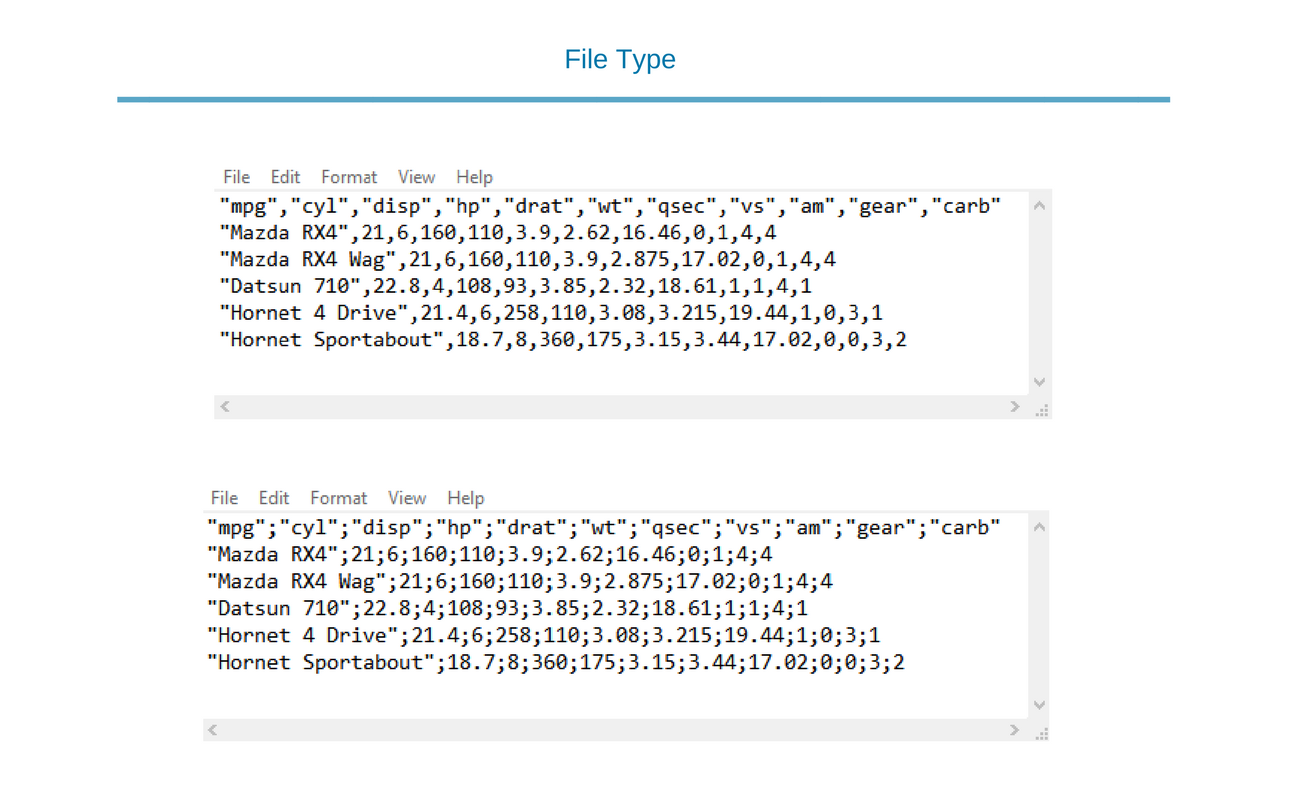 File Type
File Edit Format View Help
"mpg","cyl","disp","hp","drat","wt","qsec","vs","am","gear","carb"
"Mazda RX4",21,6,160,110,3.9,2.62,16.46,0,1,4,4
"Mazda RX4 Wag",21,6,160,110,3.9,2.875,17.02,0,1,4,4
"Datsun 710",22.8,4,108,93,3.85,2.32,18.61,1,1,4,1
"Hornet 4 Drive",21.4,6,258,110,3.08,3.215,19.44,1,0,3,1
"Hornet Sportabout",18.7,8,360,175,3.15,3.44,17.02,0,0,3,2
File Edit Format View Help
"mpg";"cyl";"disp";"hp";"drat";"wt";"qsec";"vs";"am";"gear";"carb"
"Mazda RX4";21;6;160;110;3.9;2.62;16.46;0;1;4;4
"Mazda RX4 Wag";21;6;160;110;3.9;2.875;17.02;0;1;4;4
"Datsun 710";22.8;4;108;93;3.85;2.32;18.61;1;1;4;1
"Hornet 4 Drive";21.4;6;258;110;3.08;3.215;19.44;1;0;3;1
"Hornet Sportabout";18.7;8;360;175;3.15;3.44;17.02;0;0;3;2